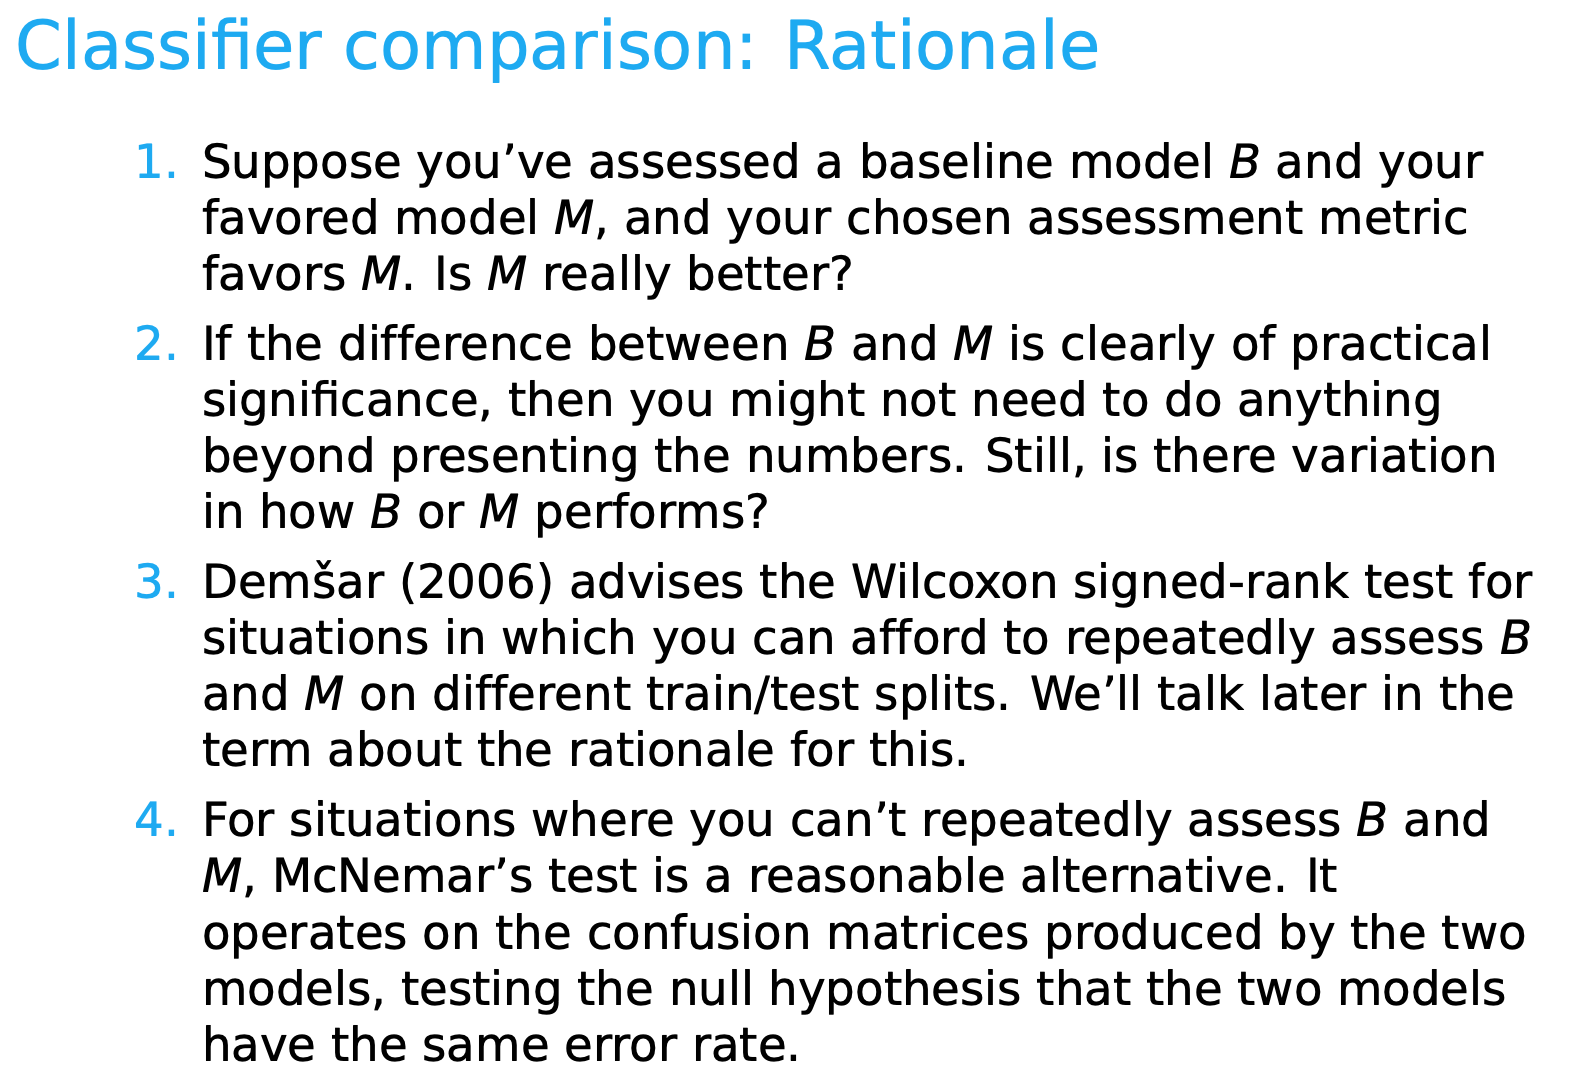 Classifier comparison: Rationale
1. Suppose you’ve assessed a baseline model B and your
favored model M, and your chosen assessment metric
favors M. Is M really better?
2. If the difference between B and M is clearly of practical
significance, then you might not need to do anything
beyond presenting the numbers. Still, is there variation
in how B or M performs?
3. Demšar (2006) advises the Wilcoxon signed-rank test for
situations in which you can afford to repeatedly assess B
and M on different train/test splits. We’ll talk later in the
term about the rationale for this.
4. For situations where you can’t repeatedly assess B and
M, McNemar’s test is a reasonable alternative. It
operates on the confusion matrices produced by the two
models, testing the null hypothesis that the two models
have the same error rate.